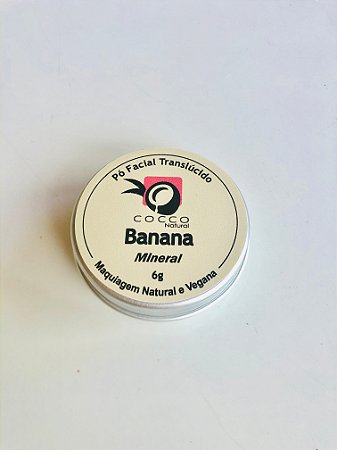 Pó Facial Translúcido
COCCO
Natural
Banana
Mineral
6g
Maquiagem Natural e Vegana